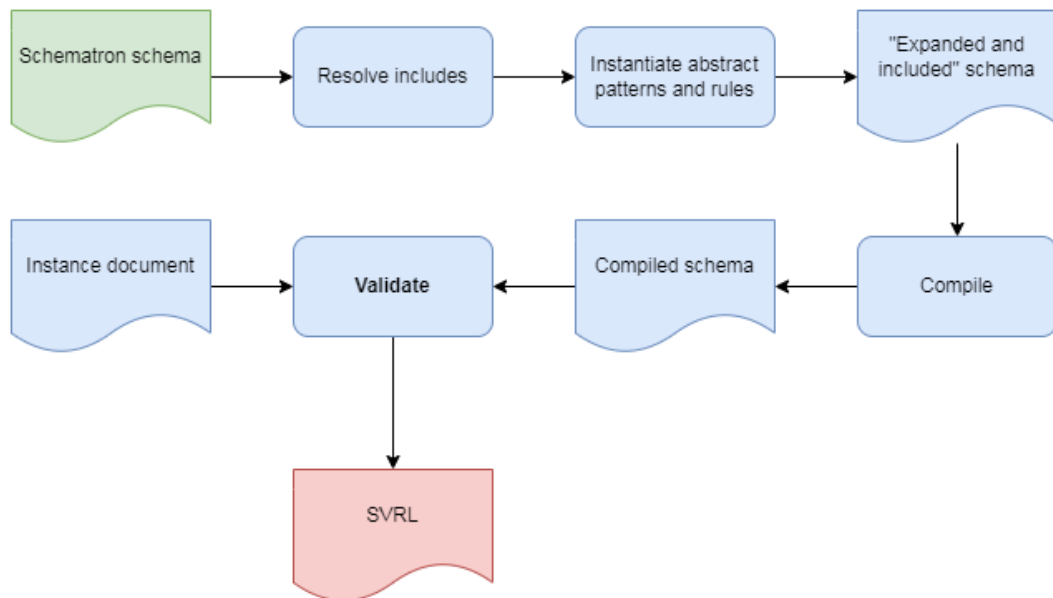 Schematron schema
Resolve includes
Instantiate abstract
patterns and rules
"Expanded and
included" schema
Instance document
Validate
Compiled schema
Compile
SVRL